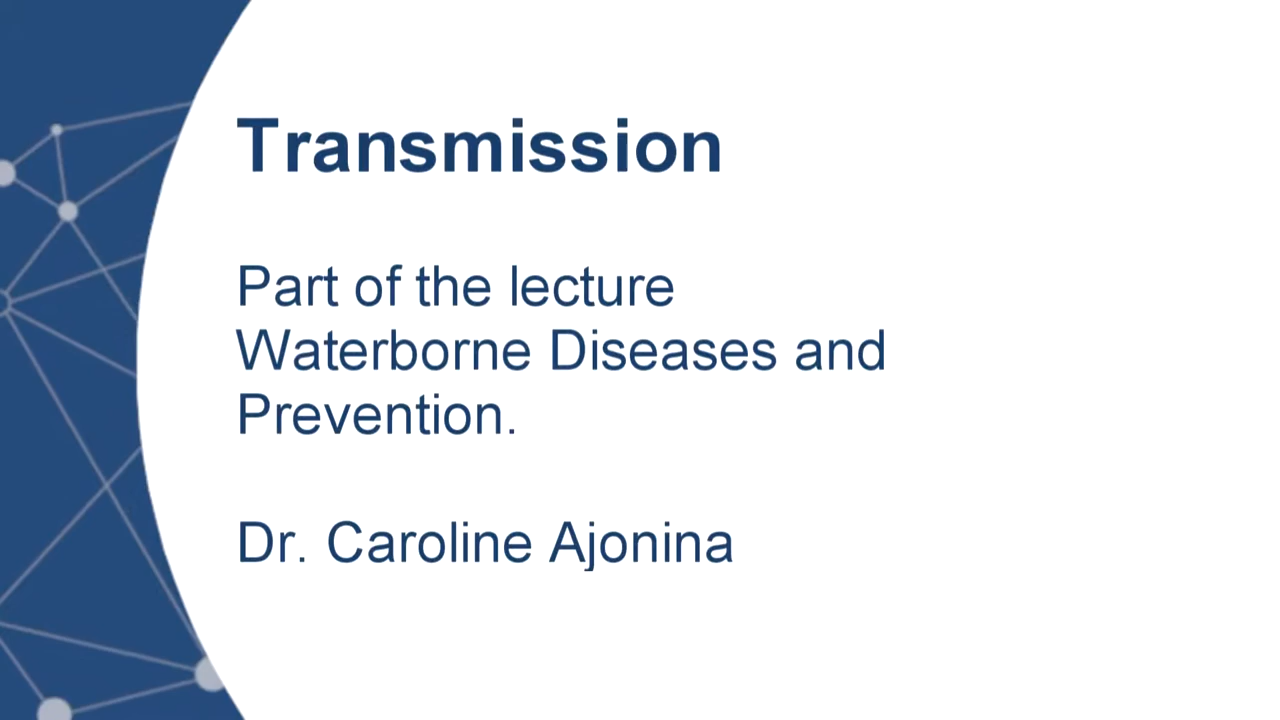 Transmission
Part of the lecture
Waterborne Diseases and
Prevention.
Dr. Caroline Ajonina